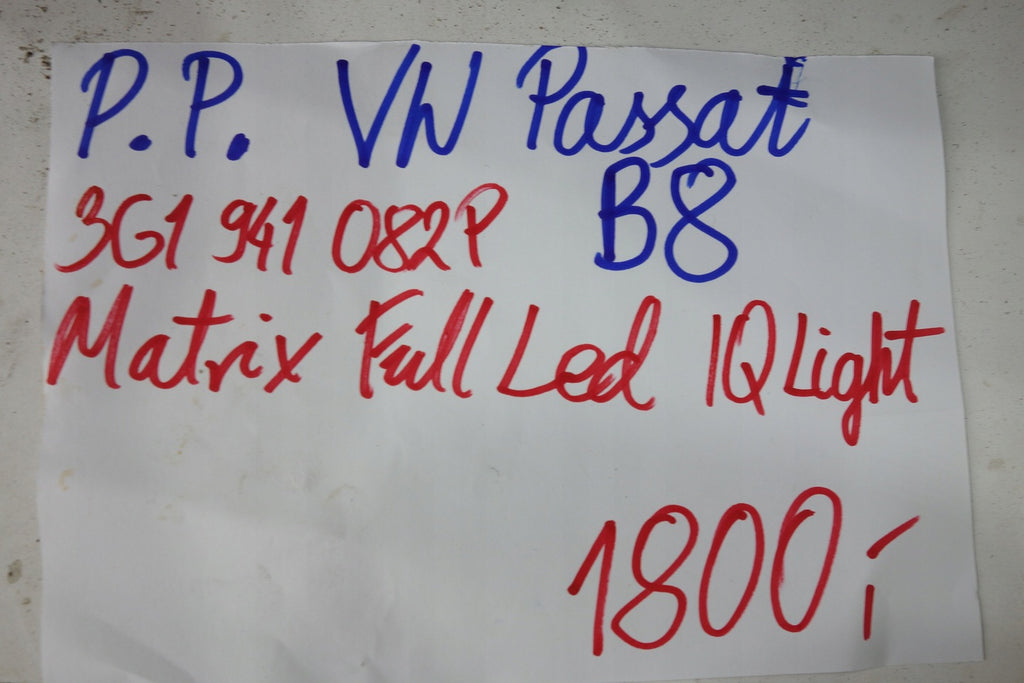 P.P. VW Passat
B8
3G1 941 082P
Matrix Full Led IQ Light
1800,-